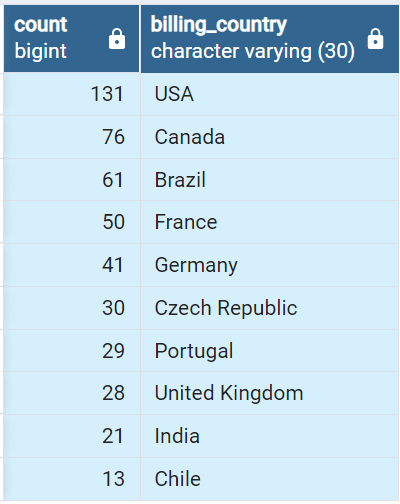 count billing_country
bigint character varying (30)
131 USA
76 Canada
61 Brazil
50 France
41 Germany
30 Czech Republic
29 Portugal
28 United Kingdom
21 India
13 Chile